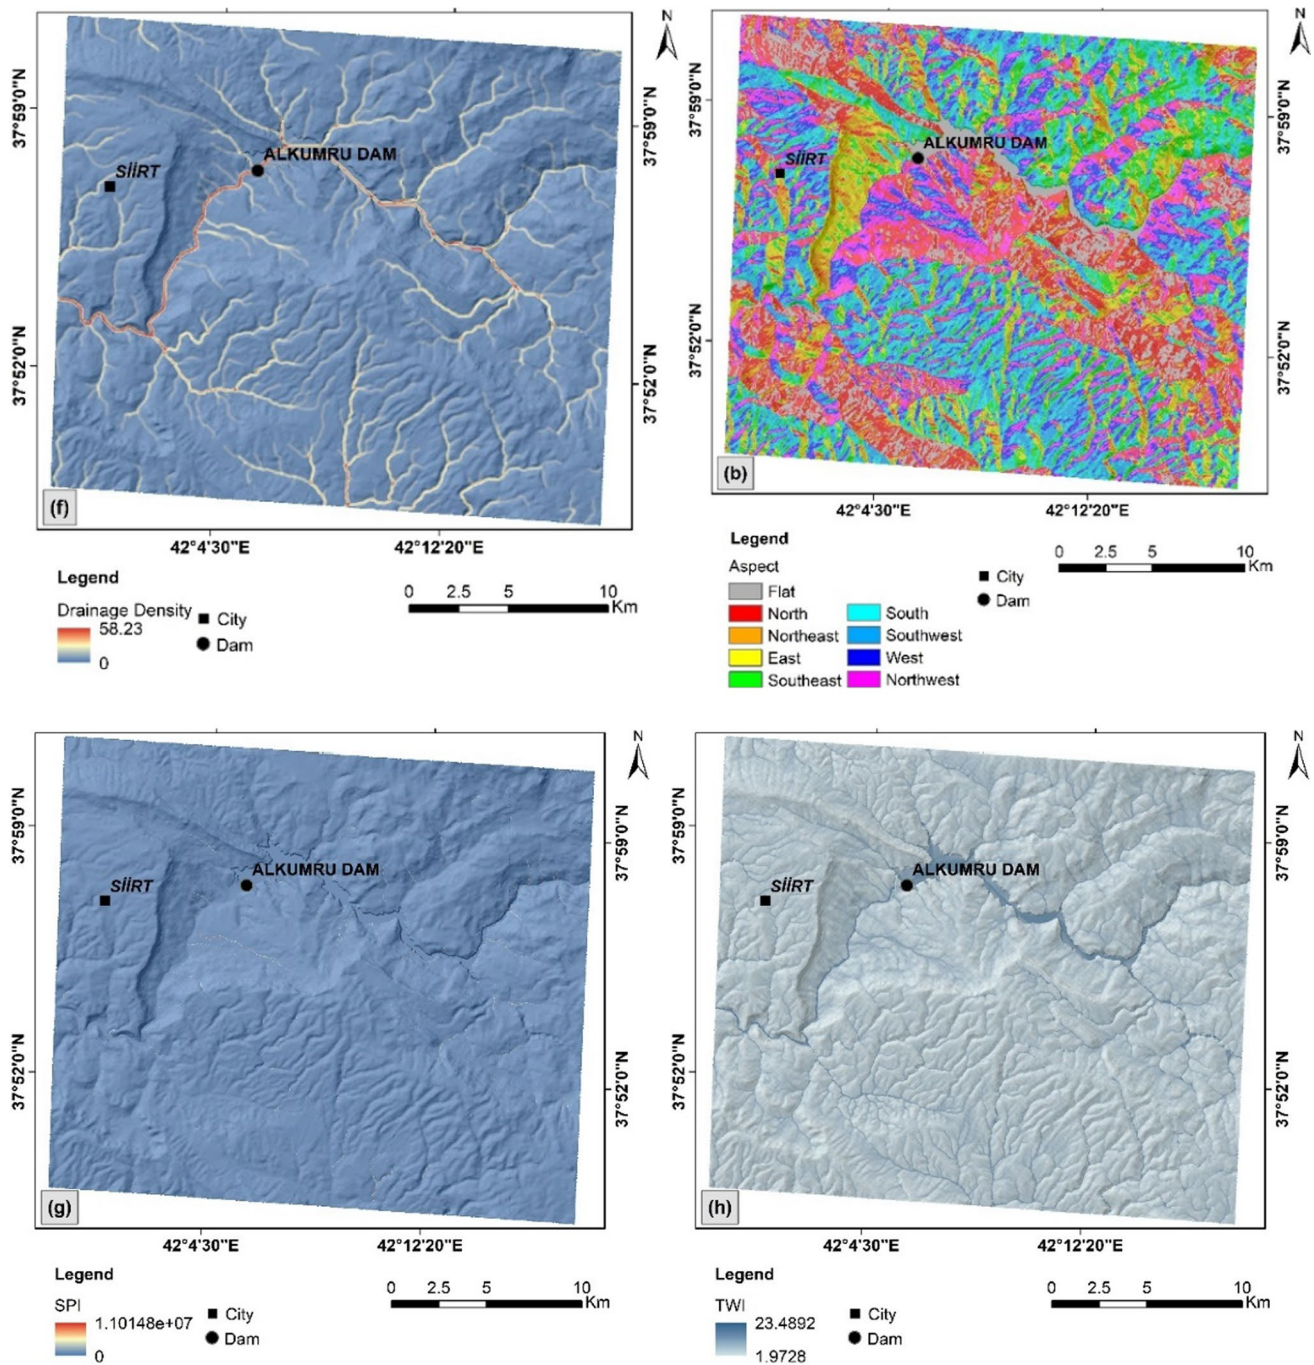 N
37°59'0"N
37°59'0"N
ALKUMRU DAM
SİİRT
37°52'0"N
37°52'0"N
(f)
42°4'30"E
42°12'20"E
Legend
Drainage Density
58.23
0
City
Dam
0 2.5 5 10
Km
N
37°59'0"N
37°59'0"N
ALKUMRU DAM
SİİRT
37°52'0"N
37°52'0"N
(b)
42°4'30"E
42°12'20"E
Legend
Aspect
Flat
North
Northeast
East
Southeast
South
Southwest
West
Northwest
City
Dam
0 2.5 5 10
Km
N
37°59'0"N
37°59'0"N
ALKUMRU DAM
SİİRT
37°52'0"N
37°52'0"N
(g)
42°4'30"E
42°12'20"E
Legend
SPI
1.10148e+07
0
City
Dam
0 2.5 5 10
Km
N
37°59'0"N
37°59'0"N
ALKUMRU DAM
SİİRT
37°52'0"N
37°52'0"N
(h)
42°4'30"E
42°12'20"E
Legend
TWI
23.4892
1.9728
City
Dam
0 2.5 5 10
Km